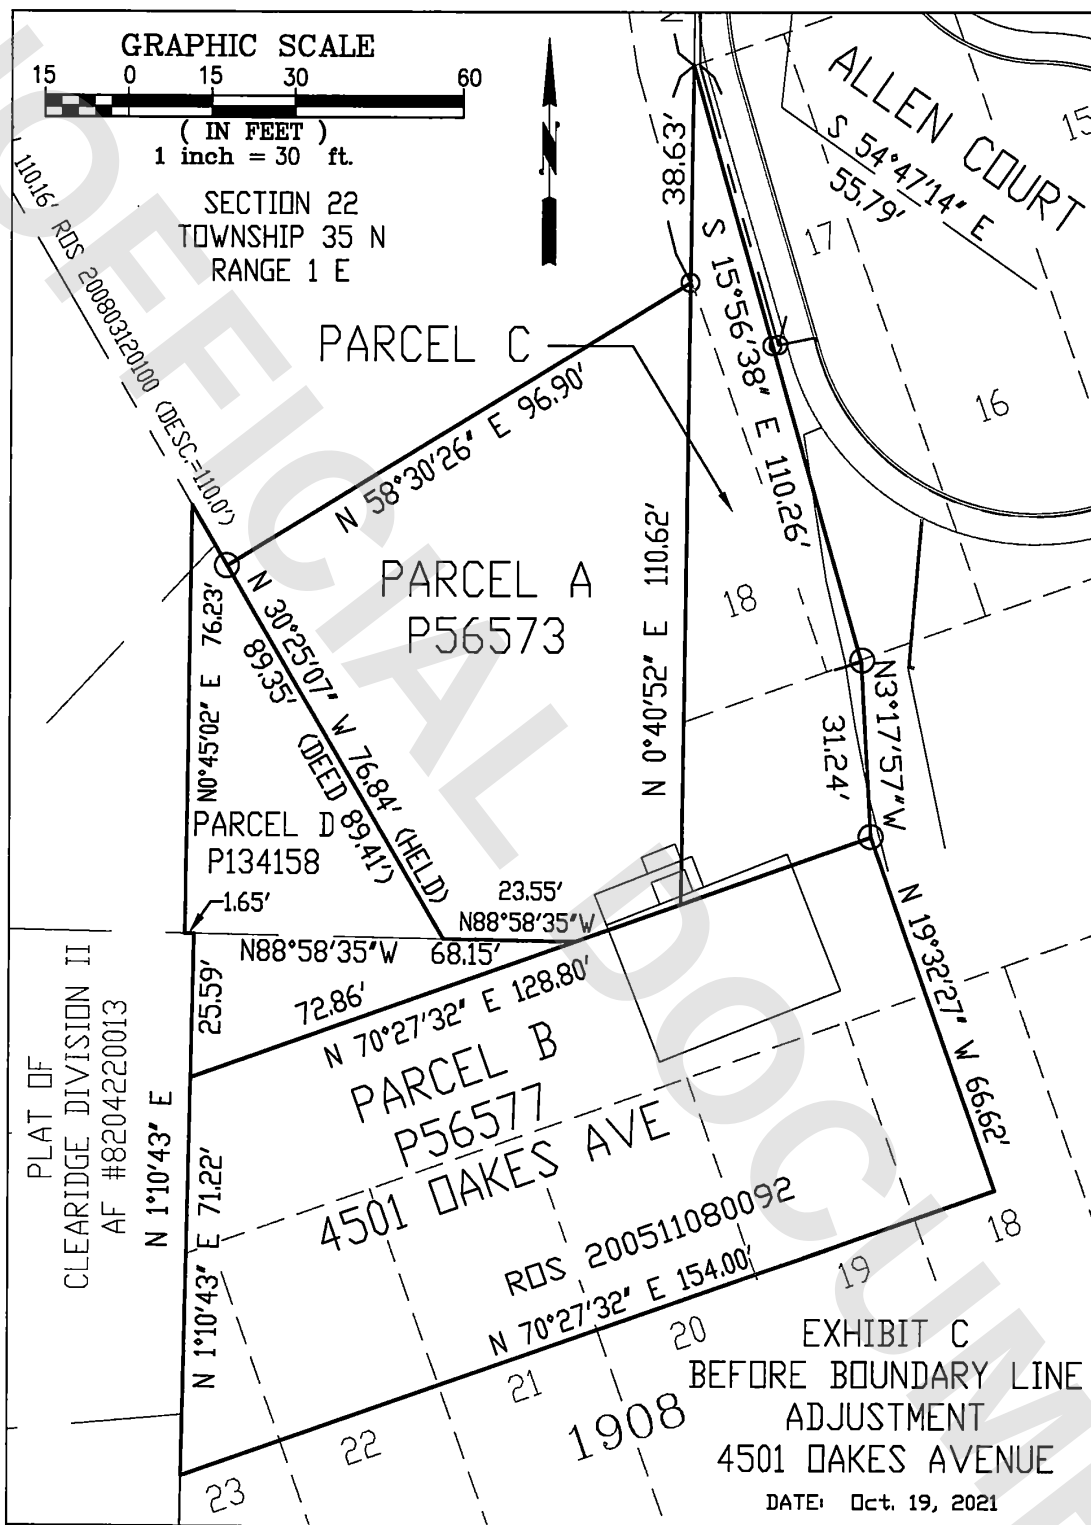 GRAPHIC SCALE
15 0 15 30 60
( IN FEET )
1 inch = 30 ft.
SECTION 22
TOWNSHIP 35 N
RANGE 1 E
110.16' ROS 200803120100 (DESC.=110.0')
38.63'
ALLEN COURT
S 54°47'14" E
55.79'
15
17
16
18
S 15°56'38" E 110.26'
PARCEL C
N 58°30'26" E 96.90'
PARCEL A
P56573
N 0°40'52" E 110.62'
N 30°25'07" W 76.84' (HELD)
89.35' (DEED 89.41')
N0°45'02" E 76.23'
PARCEL D
P134158
1.65'
N3°17'57"W
31.24'
23.55'
N88°58'35"W
N88°58'35"W 68.15'
72.86'
N 70°27'32" E 128.80'
25.59'
N 19°32'27" W 66.62'
PARCEL B
P56577
4501 OAKES AVE
PLAT OF
CLEARIDGE DIVISION II
AF #8204220013
N 1°10'43" E
N 1°10'43" E 71.22'
ROS 200511080092
N 70°27'32" E 154.00'
18
19
20
21
22
23
1908
EXHIBIT C
BEFORE BOUNDARY LINE
ADJUSTMENT
4501 OAKES AVENUE
DATE: Oct. 19, 2021
OFFICIAL DOCUME